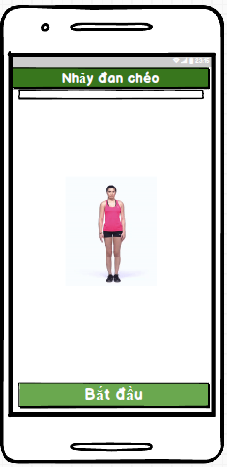 Nhảy đan chéo
Bắt đầu